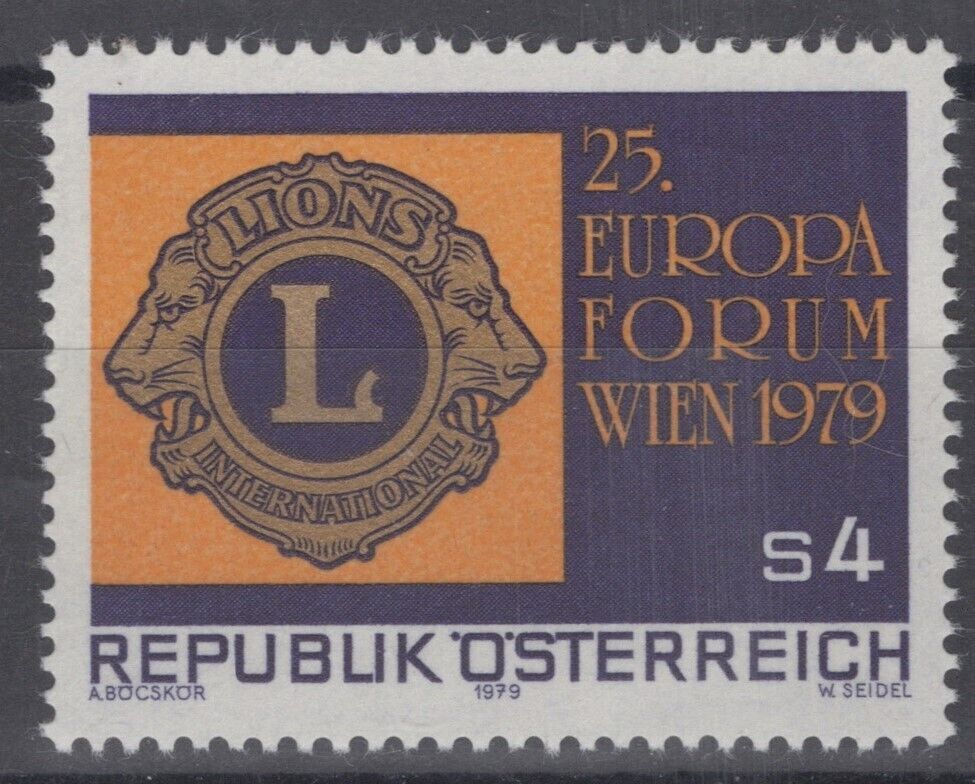 LIONS
L
INTERNATIONAL
25.
EUROPA
FORUM
WIEN 1979
S4
REPUBLIK ÖSTERREICH
A.BÖCSKÖR 1979 W. SEIDEL